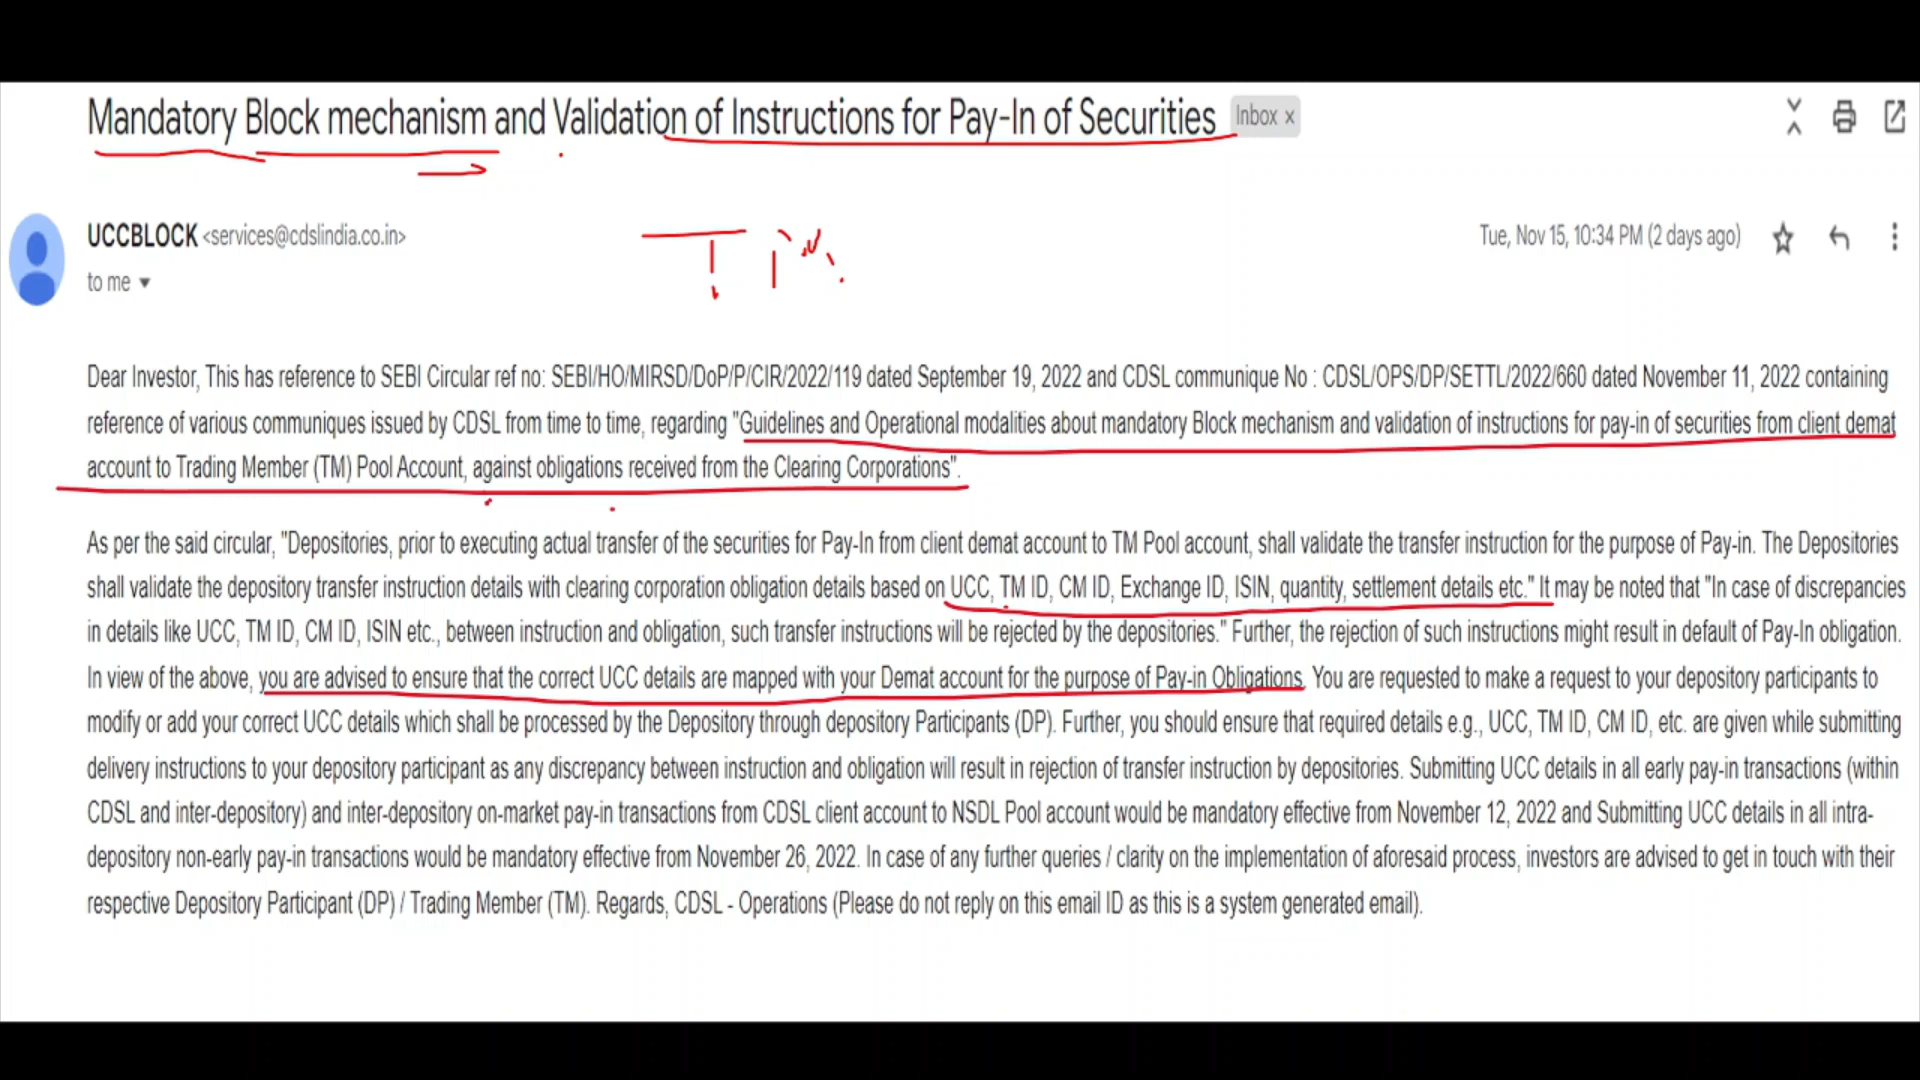 Mandatory Block mechanism and Validation of Instructions for Pay-In of Securities Inbox ×
UCCBLOCK <services@cdslindia.co.in>
Tue, Nov 15, 10:34 PM (2 days ago)
to me
Dear Investor, This has reference to SEBI Circular ref no: SEBI/HO/MIRSD/DoP/P/CIR/2022/119 dated September 19, 2022 and CDSL communique No : CDSL/OPS/DP/SETTL/2022/660 dated November 11, 2022 containing
reference of various communiques issued by CDSL from time to time, regarding "Guidelines and Operational modalities about mandatory Block mechanism and validation of instructions for pay-in of securities from client demat
account to Trading Member (TM) Pool Account, against obligations received from the Clearing Corporations".
As per the said circular, "Depositories, prior to executing actual transfer of the securities for Pay-In from client demat account to TM Pool account, shall validate the transfer instruction for the purpose of Pay-in. The Depositories
shall validate the depository transfer instruction details with clearing corporation obligation details based on UCC, TM ID, CM ID, Exchange ID, ISIN, quantity, settlement details etc." It may be noted that "In case of discrepancies
in details like UCC, TM ID, CM ID, ISIN etc., between instruction and obligation, such transfer instructions will be rejected by the depositories." Further, the rejection of such instructions might result in default of Pay-In obligation.
In view of the above, you are advised to ensure that the correct UCC details are mapped with your Demat account for the purpose of Pay-in Obligations. You are requested to make a request to your depository participants to
modify or add your correct UCC details which shall be processed by the Depository through depository Participants (DP). Further, you should ensure that required details e.g., UCC, TM ID, CM ID, etc. are given while submitting
delivery instructions to your depository participant as any discrepancy between instruction and obligation will result in rejection of transfer instruction by depositories. Submitting UCC details in all early pay-in transactions (within
CDSL and inter-depository) and inter-depository on-market pay-in transactions from CDSL client account to NSDL Pool account would be mandatory effective from November 12, 2022 and Submitting UCC details in all intra-
depository non-early pay-in transactions would be mandatory effective from November 26, 2022. In case of any further queries / clarity on the implementation of aforesaid process, investors are advised to get in touch with their
respective Depository Participant (DP) / Trading Member (TM). Regards, CDSL - Operations (Please do not reply on this email ID as this is a system generated email).